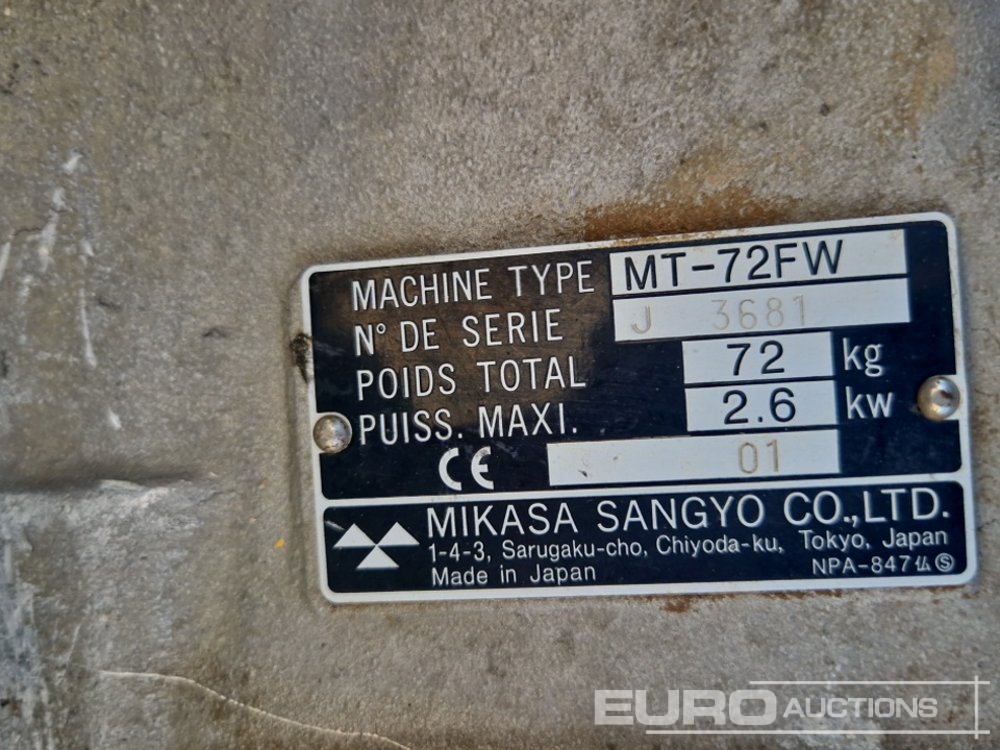 MACHINE TYPE MT-72FW
N° DE SERIE J 3681
POIDS TOTAL 72 kg
PUISS. MAXI. 2.6 kw
CE 01
MIKASA SANGYO CO.,LTD.
1-4-3, Sarugaku-cho, Chiyoda-ku, Tokyo, Japan
Made in Japan NPA-847仏Ⓢ
EURO AUCTIONS